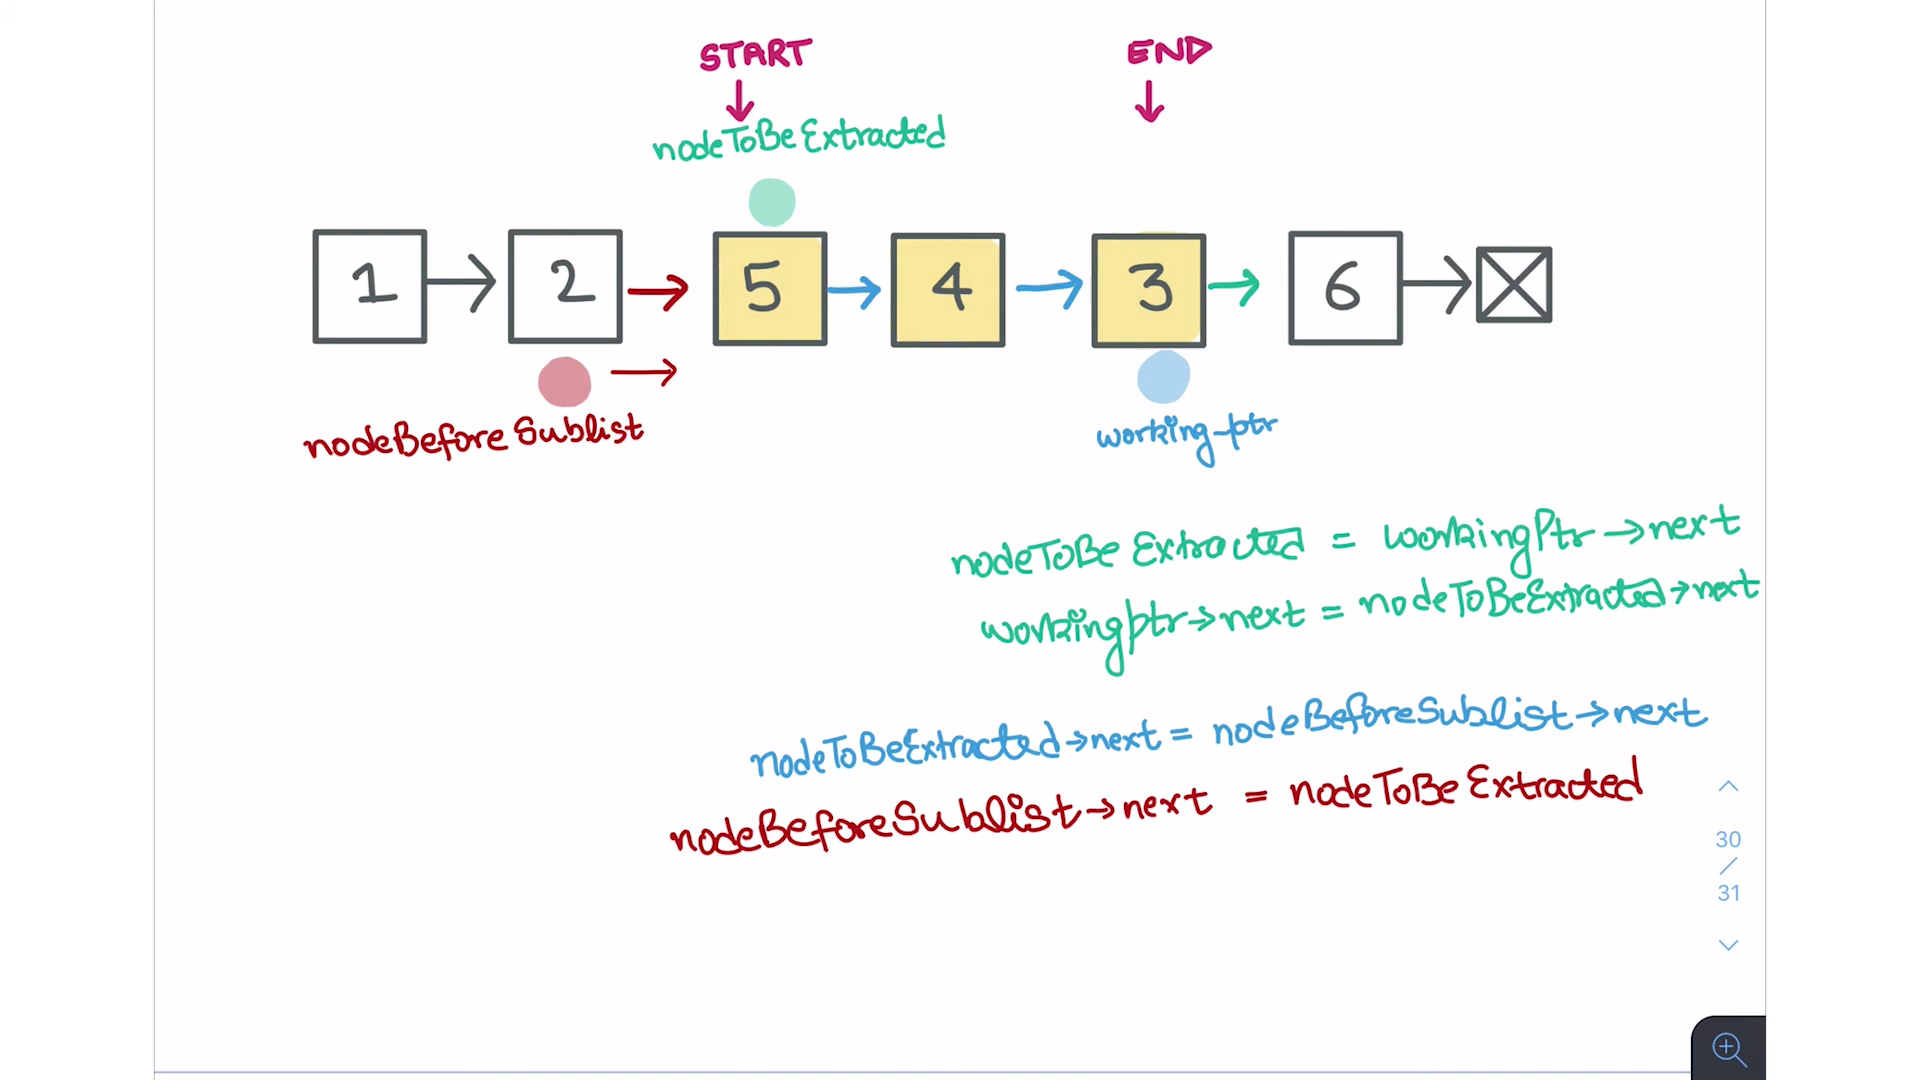 START END
nodeToBeExtracted
1 2 5 4 3 6
nodeBeforeSublist
working-ptr
nodeToBeExtracted = workingPtr→next
workingptr→next = nodeToBeExtracted→next
nodeToBeExtracted→next = nodeBeforeSublist→next
nodeBeforeSublist→next = nodeToBeExtracted
30
/
31